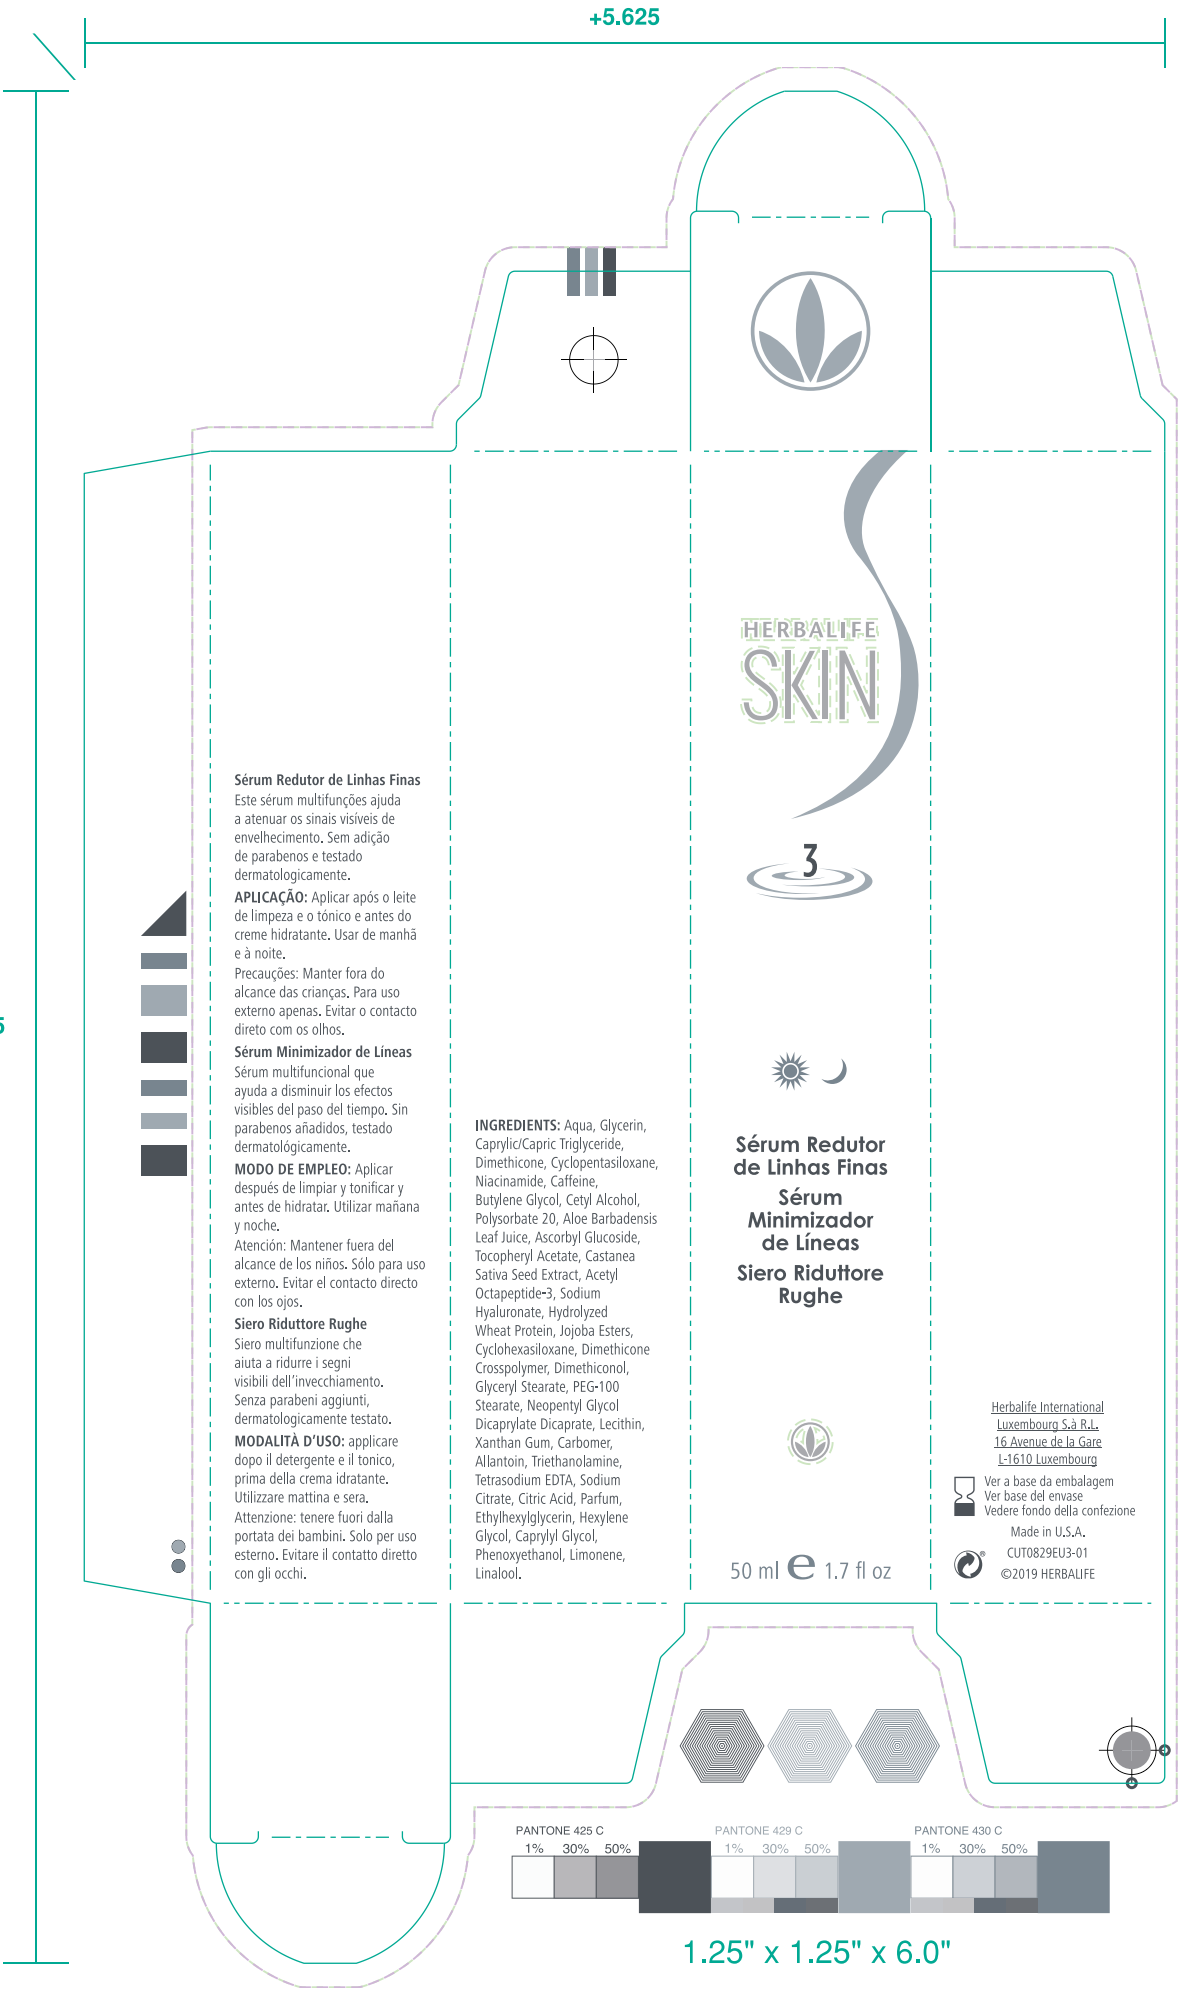 +5.625
HERBALIFE
SKIN
3
Sérum Redutor de Linhas Finas
Este sérum multifunções ajuda
a atenuar os sinais visíveis de
envelhecimento. Sem adição
de parabenos e testado
dermatologicamente.
APLICAÇÃO: Aplicar após o leite
de limpeza e o tónico e antes do
creme hidratante. Usar de manhã
e à noite.
Precauções: Manter fora do
alcance das crianças. Para uso
externo apenas. Evitar o contacto
direto com os olhos.
Sérum Minimizador de Líneas
Sérum multifuncional que
ayuda a disminuir los efectos
visibles del paso del tiempo. Sin
parabenos añadidos, testado
dermatológicamente.
MODO DE EMPLEO: Aplicar
después de limpiar y tonificar y
antes de hidratar. Utilizar mañana
y noche.
Atención: Mantener fuera del
alcance de los niños. Sólo para uso
externo. Evitar el contacto directo
con los ojos.
Siero Riduttore Rughe
Siero multifunzione che
aiuta a ridurre i segni
visibili dell'invecchiamento.
Senza parabeni aggiunti,
dermatologicamente testato.
MODALITÀ D'USO: applicare
dopo il detergente e il tonico,
prima della crema idratante.
Utilizzare mattina e sera.
Attenzione: tenere fuori dalla
portata dei bambini. Solo per uso
esterno. Evitare il contatto diretto
con gli occhi.
INGREDIENTS: Aqua, Glycerin,
Caprylic/Capric Triglyceride,
Dimethicone, Cyclopentasiloxane,
Niacinamide, Caffeine,
Butylene Glycol, Cetyl Alcohol,
Polysorbate 20, Aloe Barbadensis
Leaf Juice, Ascorbyl Glucoside,
Tocopheryl Acetate, Castanea
Sativa Seed Extract, Acetyl
Octapeptide-3, Sodium
Hyaluronate, Hydrolyzed
Wheat Protein, Jojoba Esters,
Cyclohexasiloxane, Dimethicone
Crosspolymer, Dimethiconol,
Glyceryl Stearate, PEG-100
Stearate, Neopentyl Glycol
Dicaprylate Dicaprate, Lecithin,
Xanthan Gum, Carbomer,
Allantoin, Triethanolamine,
Tetrasodium EDTA, Sodium
Citrate, Citric Acid, Parfum,
Ethylhexylglycerin, Hexylene
Glycol, Caprylyl Glycol,
Phenoxyethanol, Limonene,
Linalool.
Sérum Redutor
de Linhas Finas
Sérum
Minimizador
de Líneas
Siero Riduttore
Rughe
50 ml e 1.7 fl oz
Herbalife International
Luxembourg S.à R.L.
16 Avenue de la Gare
L-1610 Luxembourg
Ver a base da embalagem
Ver base del envase
Vedere fondo della confezione
Made in U.S.A.
CUT0829EU3-01
©2019 HERBALIFE
®
PANTONE 425 C PANTONE 429 C PANTONE 430 C
1% 30% 50% 1% 30% 50% 1% 30% 50%
1.25" x 1.25" x 6.0"